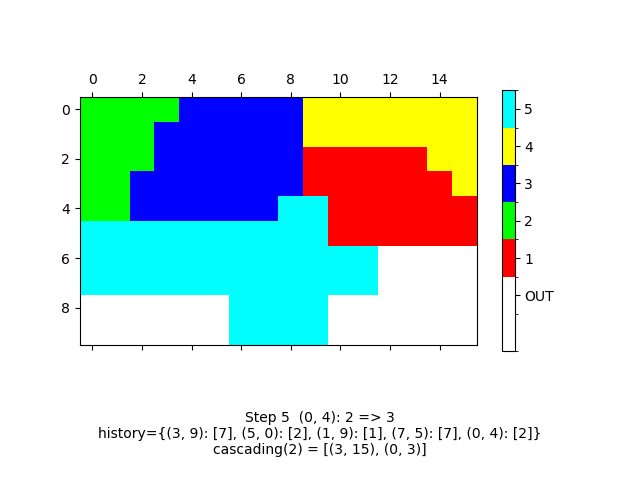 0 2 4 6 8 10 12 14
0
2
4
6
8
5
4
3
2
1
OUT
Step 5  (0, 4): 2 => 3
history={(3, 9): [7], (5, 0): [2], (1, 9): [1], (7, 5): [7], (0, 4): [2]}
cascading(2) = [(3, 15), (0, 3)]